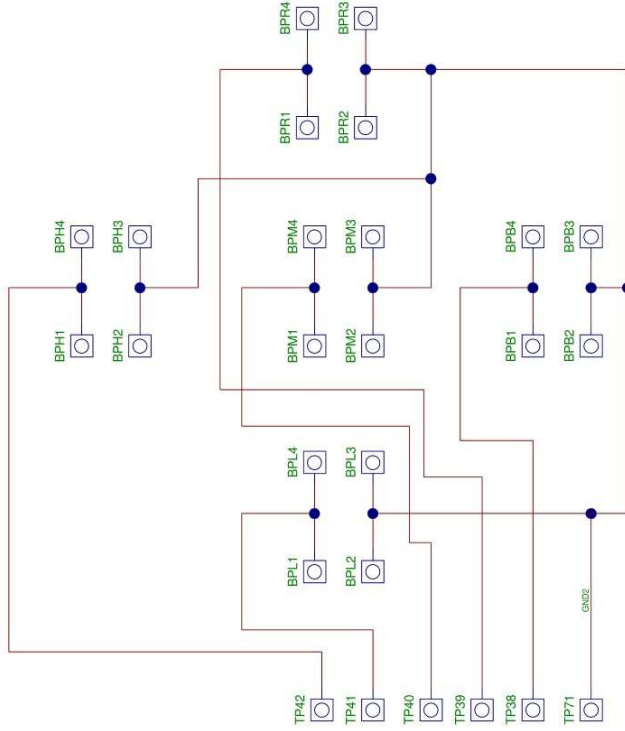 BPR4
BPR3
BPR1
BPR2
BPH4
BPH3
BPM4
BPM3
BPB4
BPB3
BPH1
BPH2
BPM1
BPM2
BPB1
BPB2
BPL4
BPL3
BPL1
BPL2
GND2
TP42
TP41
TP40
TP39
TP38
TP71